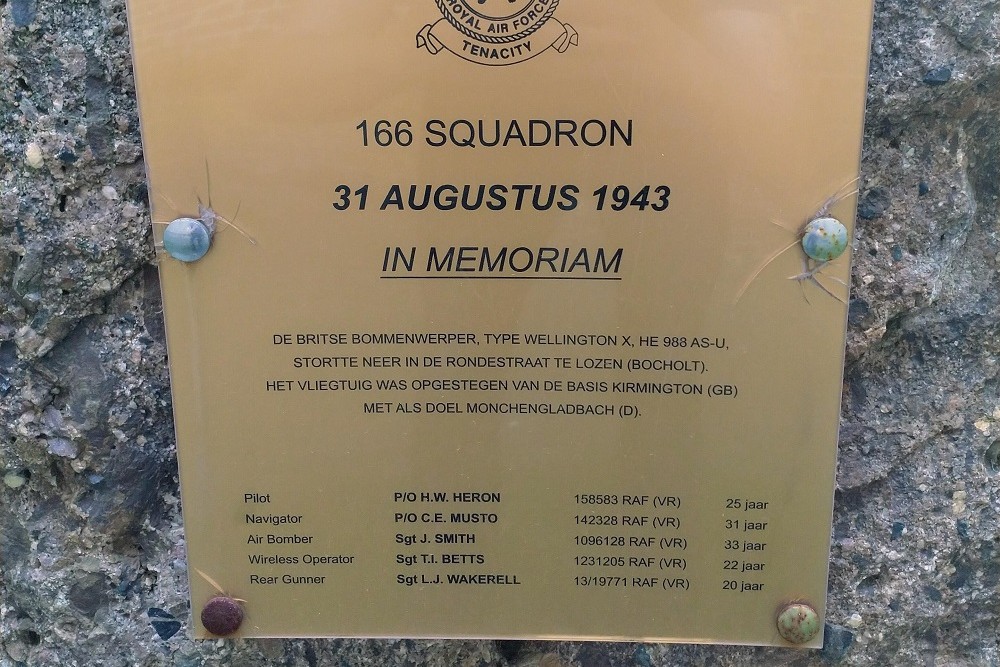 ROYAL AIR FORCE
TENACITY
166 SQUADRON
31 AUGUSTUS 1943
IN MEMORIAM
DE BRITSE BOMMENWERPER, TYPE WELLINGTON X, HE 988 AS-U,
STORTTE NEER IN DE RONDESTRAAT TE LOZEN (BOCHOLT).
HET VLIEGTUIG WAS OPGESTEGEN VAN DE BASIS KIRMINGTON (GB)
MET ALS DOEL MONCHENGLADBACH (D).
Pilot P/O H.W. HERON 158583 RAF (VR) 25 jaar
Navigator P/O C.E. MUSTO 142328 RAF (VR) 31 jaar
Air Bomber Sgt J. SMITH 1096128 RAF (VR) 33 jaar
Wireless Operator Sgt T.I. BETTS 1231205 RAF (VR) 22 jaar
Rear Gunner Sgt L.J. WAKERELL 13/19771 RAF (VR) 20 jaar